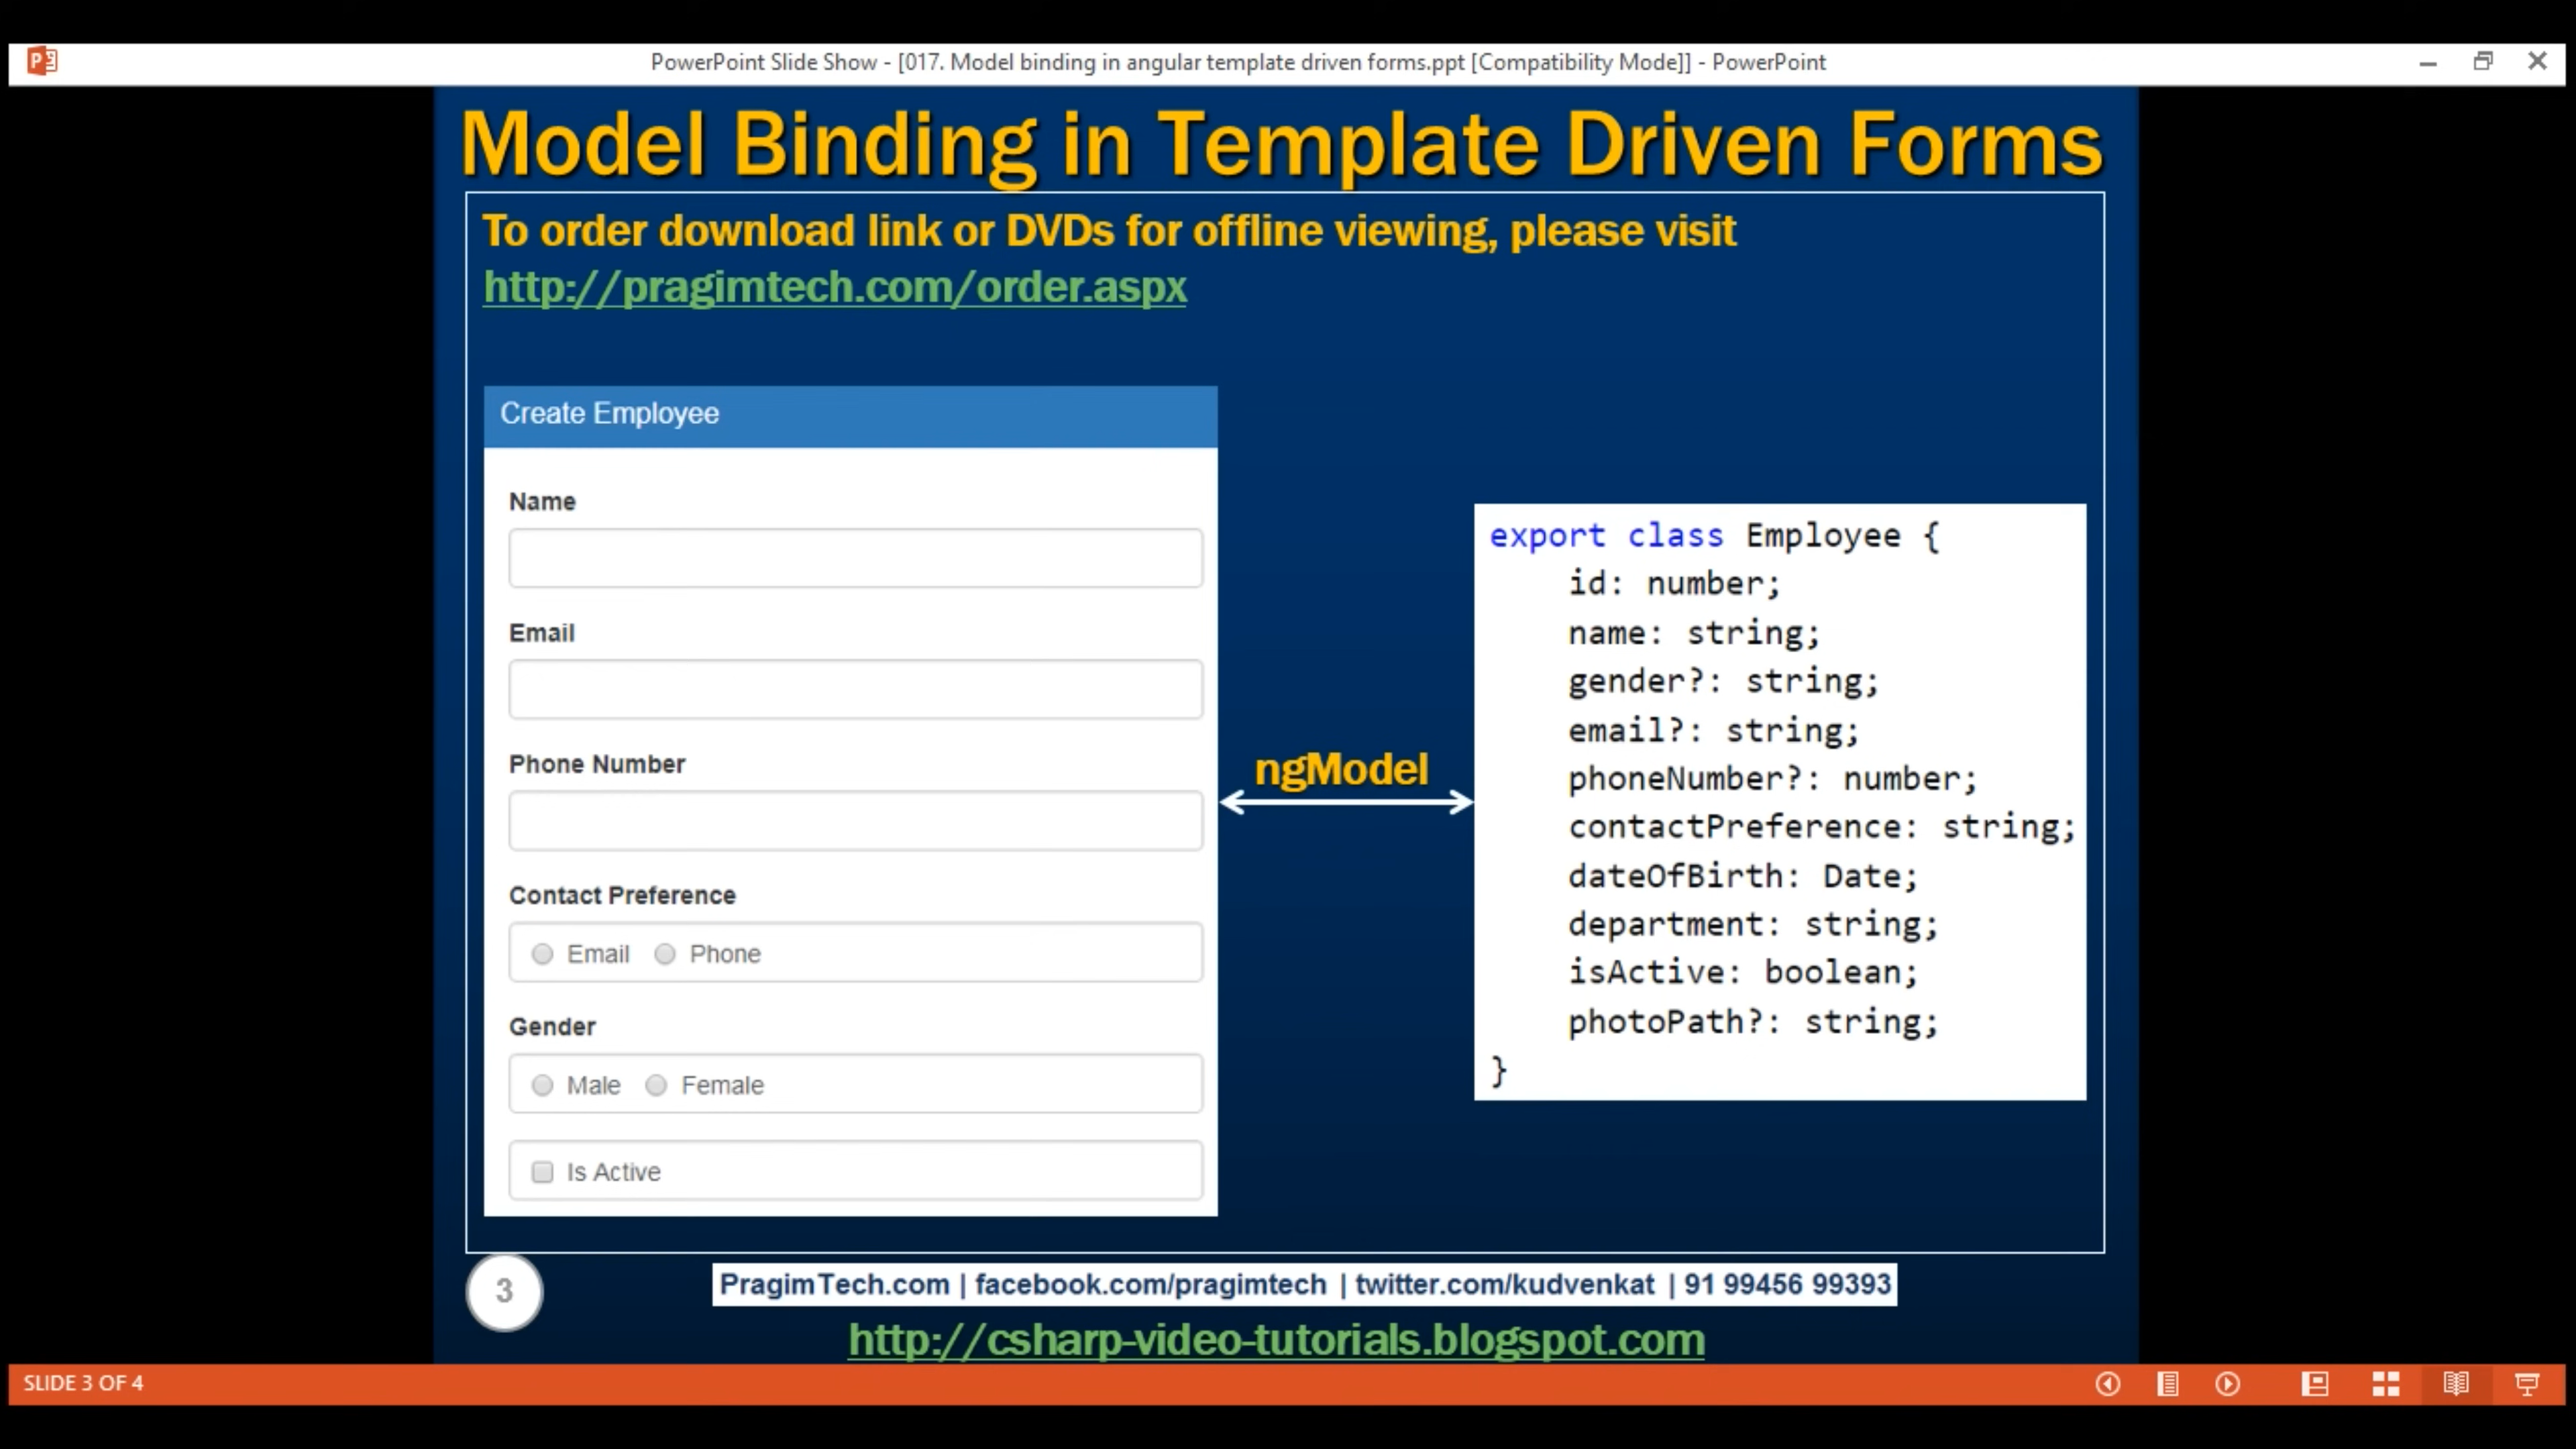 PowerPoint Slide Show - [017. Model binding in angular template driven forms.ppt [Compatibility Mode]] - PowerPoint
Model Binding in Template Driven Forms
To order download link or DVDs for offline viewing, please visit
http://pragimtech.com/order.aspx
Create Employee
Name
Email
Phone Number
Contact Preference
Email Phone
Gender
Male Female
Is Active
ngModel
export class Employee {
id: number;
name: string;
gender?: string;
email?: string;
phoneNumber?: number;
contactPreference: string;
dateOfBirth: Date;
department: string;
isActive: boolean;
photoPath?: string;
}
3
PragimTech.com | facebook.com/pragimtech | twitter.com/kudvenkat | 91 99456 99393
http://csharp-video-tutorials.blogspot.com
SLIDE 3 OF 4